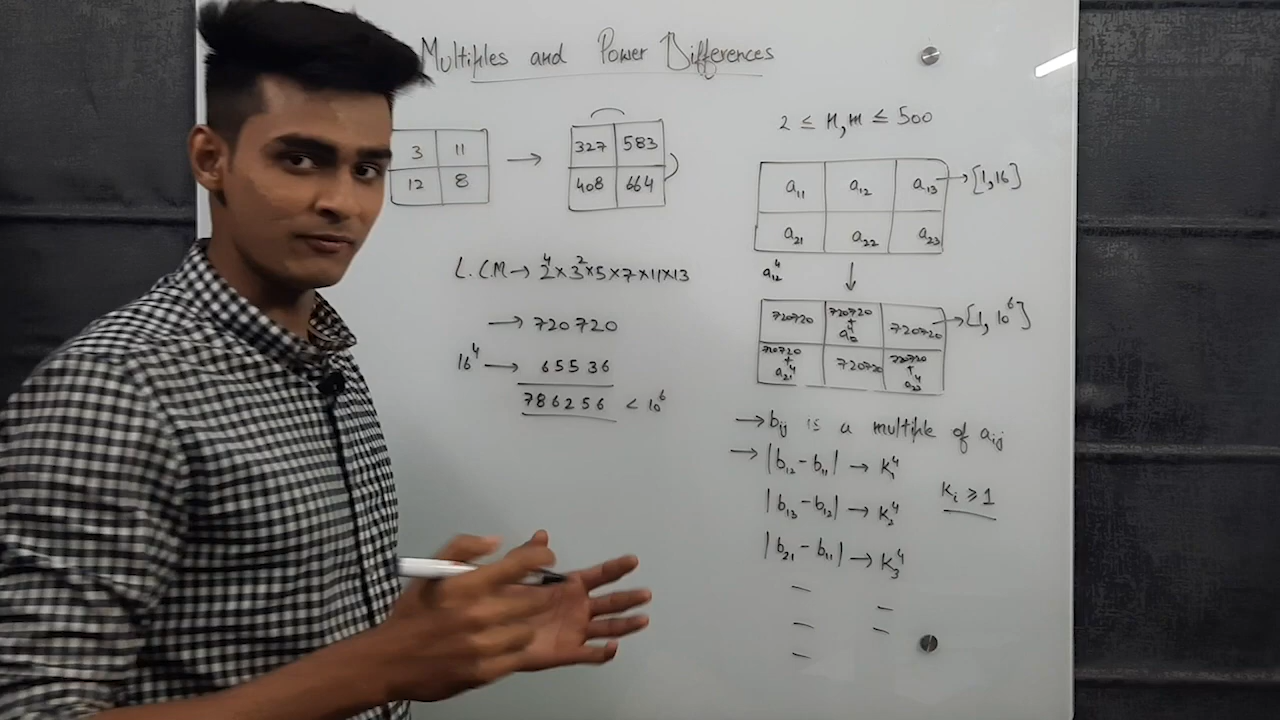 Multiples and Power Differences
3 11
12 8
→
327 583
408 664
L.C.M → 2⁴×3²×5×7×11×13
→ 720720
16⁴ → 65536
786256 < 10⁶
2 ≤ n, m ≤ 500
a₁₁ a₁₂ a₁₃ → [1,16]
a₂₁ a₂₂ a₂₃
a₁₂⁴ ↓
720720 720720 + a₁₂⁴ 720720 → [1, 10⁶]
720720 + a₂₁⁴ 720720 720720 + a₂₃⁴
→ bᵢⱼ is a multiple of aᵢⱼ
→ |b₁₂ - b₁₁| → K₁⁴
|b₁₃ - b₁₂| → K₂⁴
|b₂₁ - b₁₁| → K₃⁴
Kᵢ ≥ 1